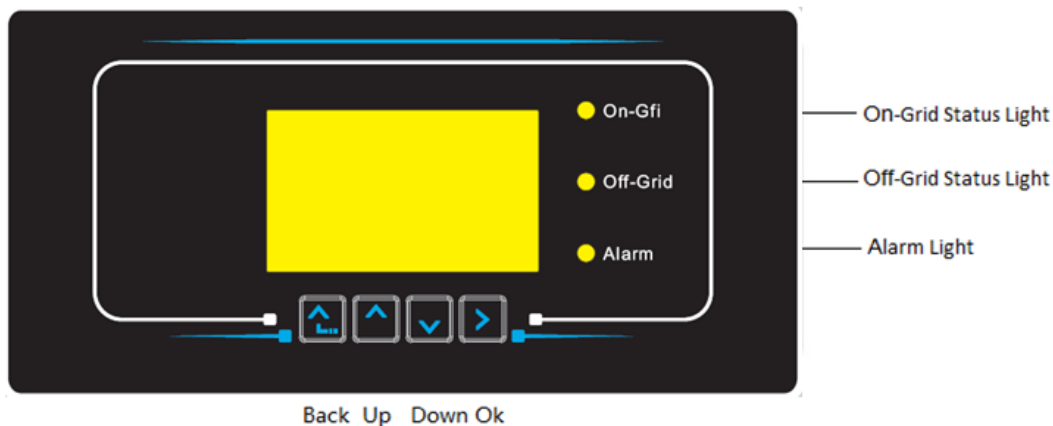 On-Gfi
On-Grid Status Light
Off-Grid
Off-Grid Status Light
Alarm
Alarm Light
Back Up Down Ok